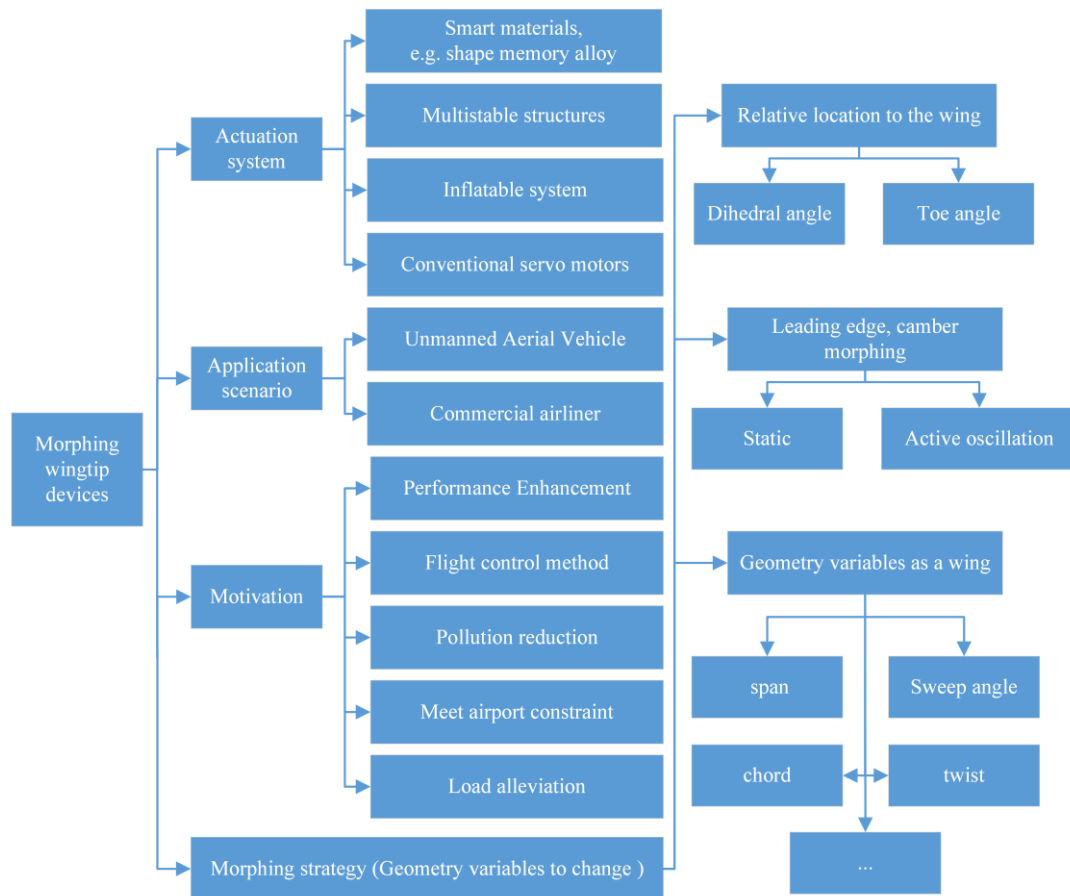 Morphing
wingtip
devices
Actuation
system
Smart materials,
e.g. shape memory alloy
Multistable structures
Inflatable system
Conventional servo motors
Application
scenario
Unmanned Aerial Vehicle
Commercial airliner
Motivation
Performance Enhancement
Flight control method
Pollution reduction
Meet airport constraint
Load alleviation
Morphing strategy (Geometry variables to change )
Relative location to the wing
Dihedral angle
Toe angle
Leading edge, camber
morphing
Static
Active oscillation
Geometry variables as a wing
span
Sweep angle
chord
twist
...